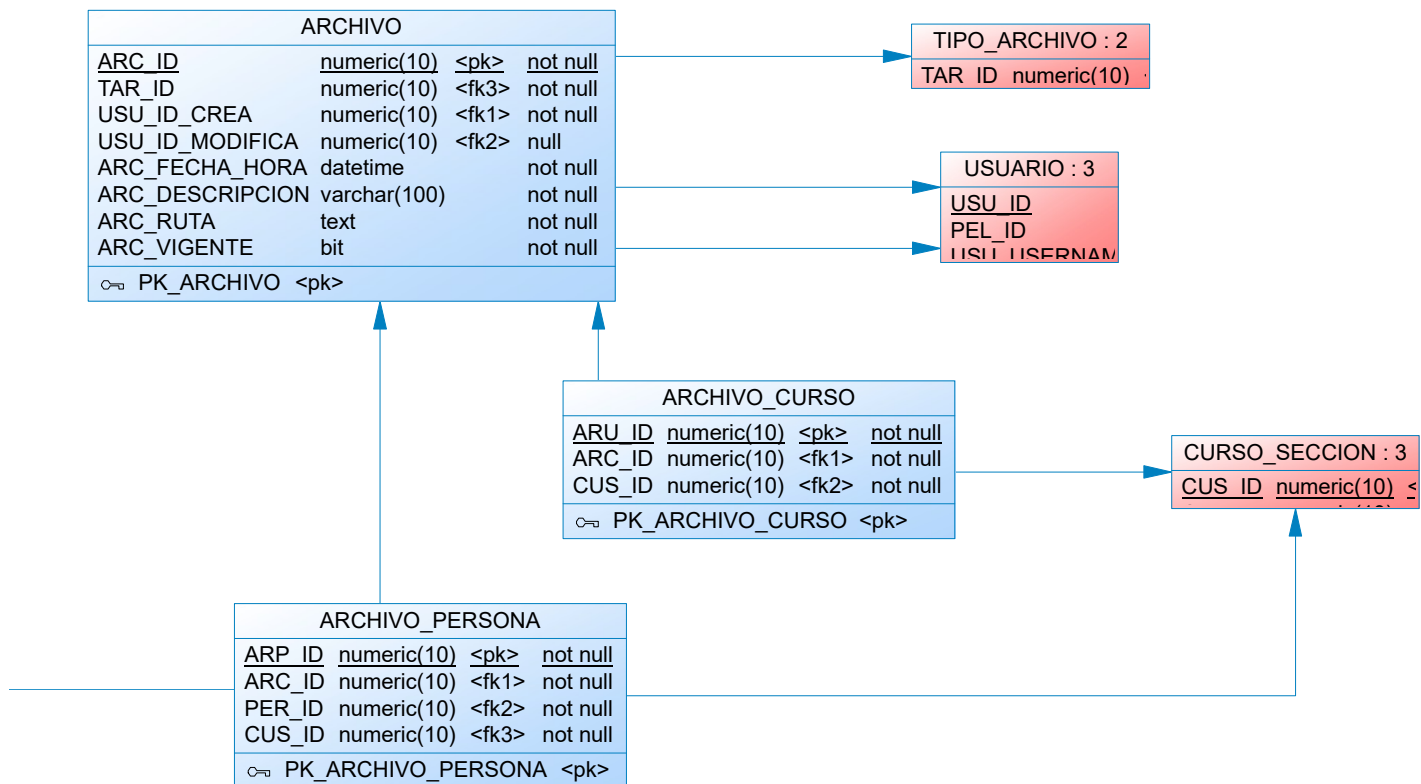 ARCHIVO
ARC_ID numeric(10) <pk> not null
TAR_ID numeric(10) <fk3> not null
USU_ID_CREA numeric(10) <fk1> not null
USU_ID_MODIFICA numeric(10) <fk2> null
ARC_FECHA_HORA datetime not null
ARC_DESCRIPCION varchar(100) not null
ARC_RUTA text not null
ARC_VIGENTE bit not null
PK_ARCHIVO <pk>
TIPO_ARCHIVO : 2
TAR_ID numeric(10)
USUARIO : 3
USU_ID
PEL_ID
USU_USERNAM
ARCHIVO_CURSO
ARU_ID numeric(10) <pk> not null
ARC_ID numeric(10) <fk1> not null
CUS_ID numeric(10) <fk2> not null
PK_ARCHIVO_CURSO <pk>
CURSO_SECCION : 3
CUS_ID numeric(10) <
ARCHIVO_PERSONA
ARP_ID numeric(10) <pk> not null
ARC_ID numeric(10) <fk1> not null
PER_ID numeric(10) <fk2> not null
CUS_ID numeric(10) <fk3> not null
PK_ARCHIVO_PERSONA <pk>